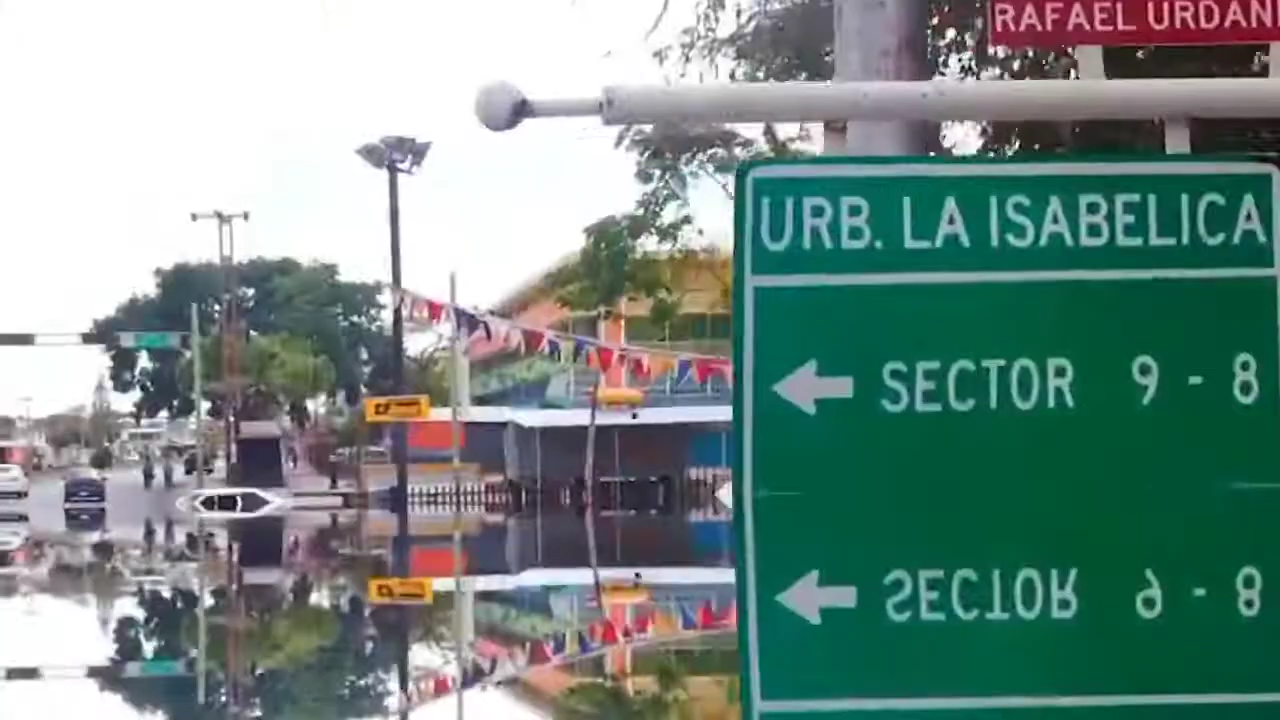 RAFAEL URDAN
URB. LA ISABELICA
SECTOR 9 - 8
SECTOR 9 - 8